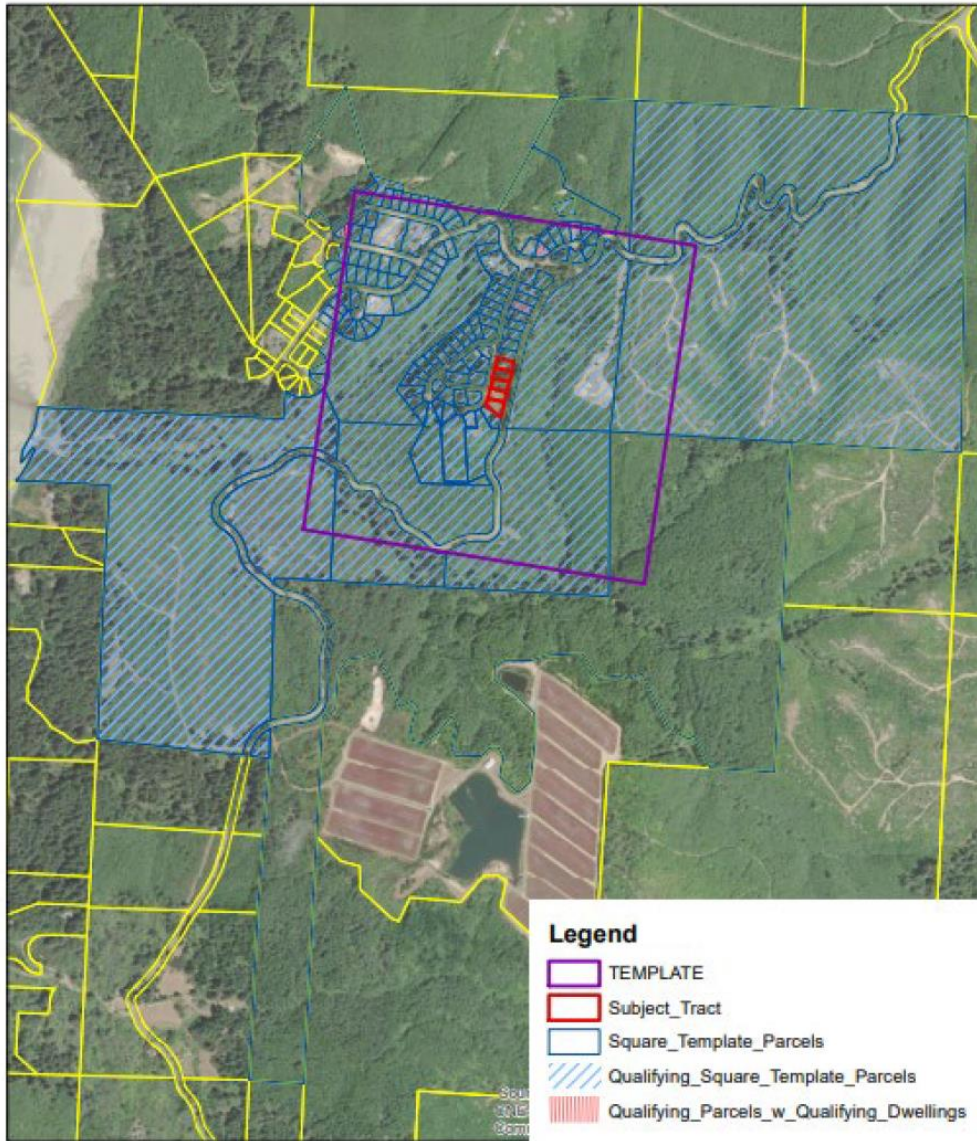 Legend
TEMPLATE
Subject_Tract
Square_Template_Parcels
Qualifying_Square_Template_Parcels
Qualifying_Parcels_w_Qualifying_Dwellings